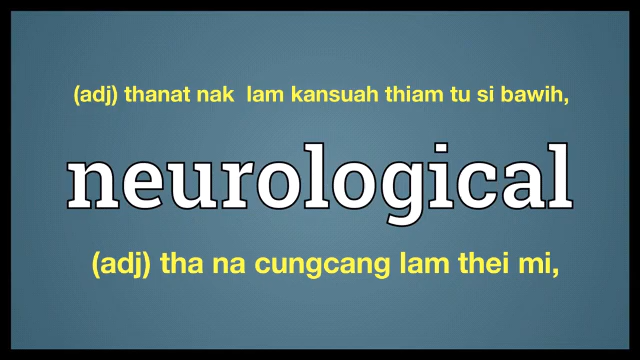 (adj) thanat nak  lam kansuah thiam tu si bawih,
neurological
(adj) tha na cungcang lam thei mi,